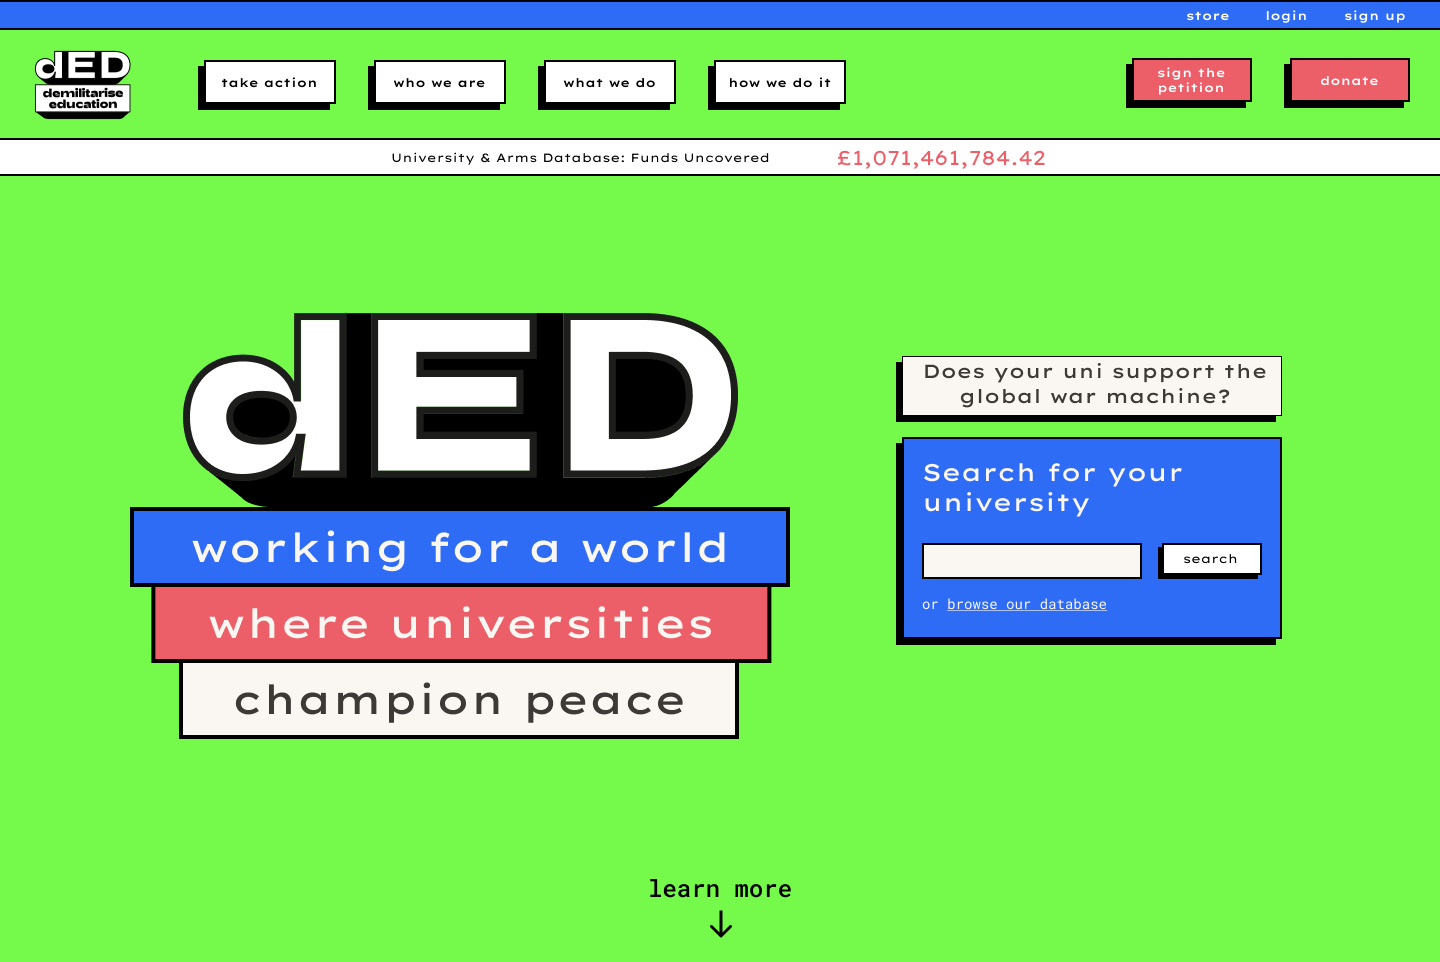 store login sign up
dED
demilitarise
education
take action who we are what we do how we do it
sign the
petition
donate
University & Arms Database: Funds Uncovered £1,071,461,784.42
dED
working for a world
where universities
champion peace
Does your uni support the
global war machine?
Search for your
university
search
or browse our database
learn more